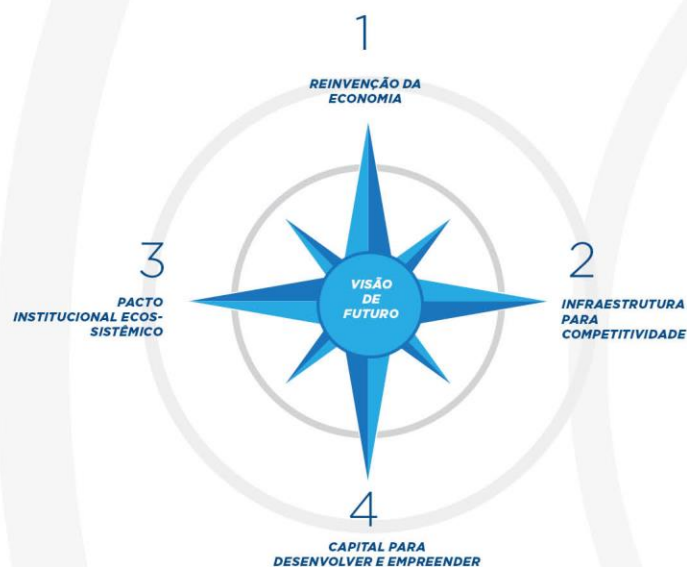 1
REINVENÇÃO DA
ECONOMIA
3
PACTO
INSTITUCIONAL ECOS-
SISTÊMICO
VISÃO
DE
FUTURO
2
INFRAESTRUTURA
PARA
COMPETITIVIDADE
4
CAPITAL PARA
DESENVOLVER E EMPREENDER